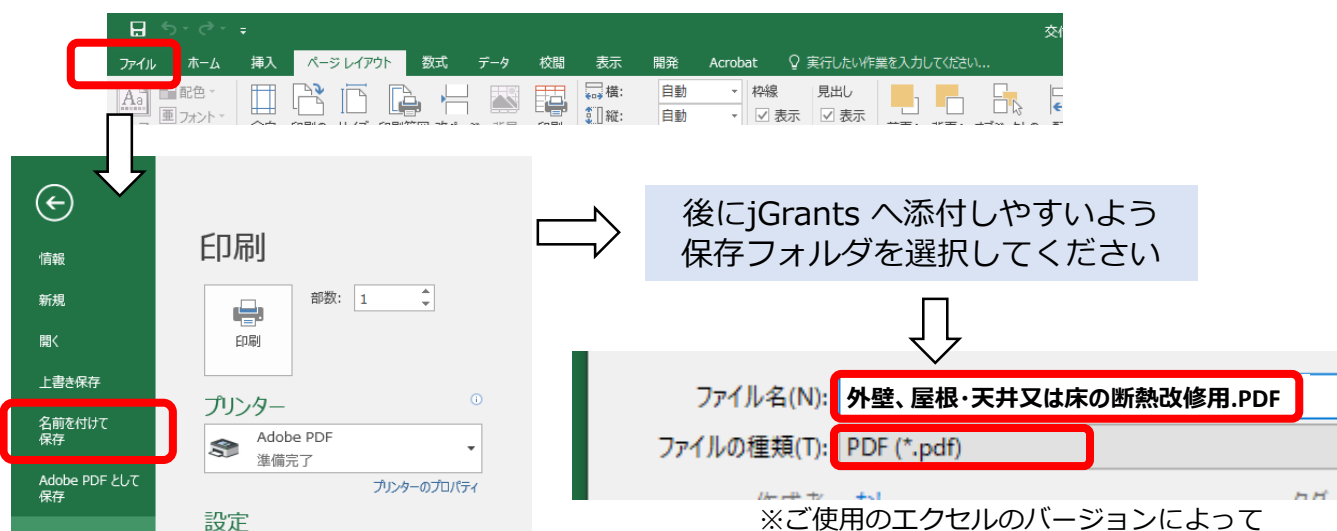 交付
ファイル ホーム 挿入 ページ レイアウト 数式 データ 校閲 表示 開発 Acrobat 実行したい作業を入力してください...
Aa 配色 横: 自動 枠線 見出し
亜 フォント 縦: 自動 表示 表示
後にjGrants へ添付しやすいよう
保存フォルダを選択してください
情報
新規
開く
上書き保存
名前を付けて
保存
Adobe PDF として
保存
印刷
部数: 1
印刷
プリンター
Adobe PDF
準備完了
プリンターのプロパティ
設定
ファイル名(N): 外壁、屋根・天井又は床の断熱改修用.PDF
ファイルの種類(T): PDF (*.pdf)
※ご使用のエクセルのバージョンによって